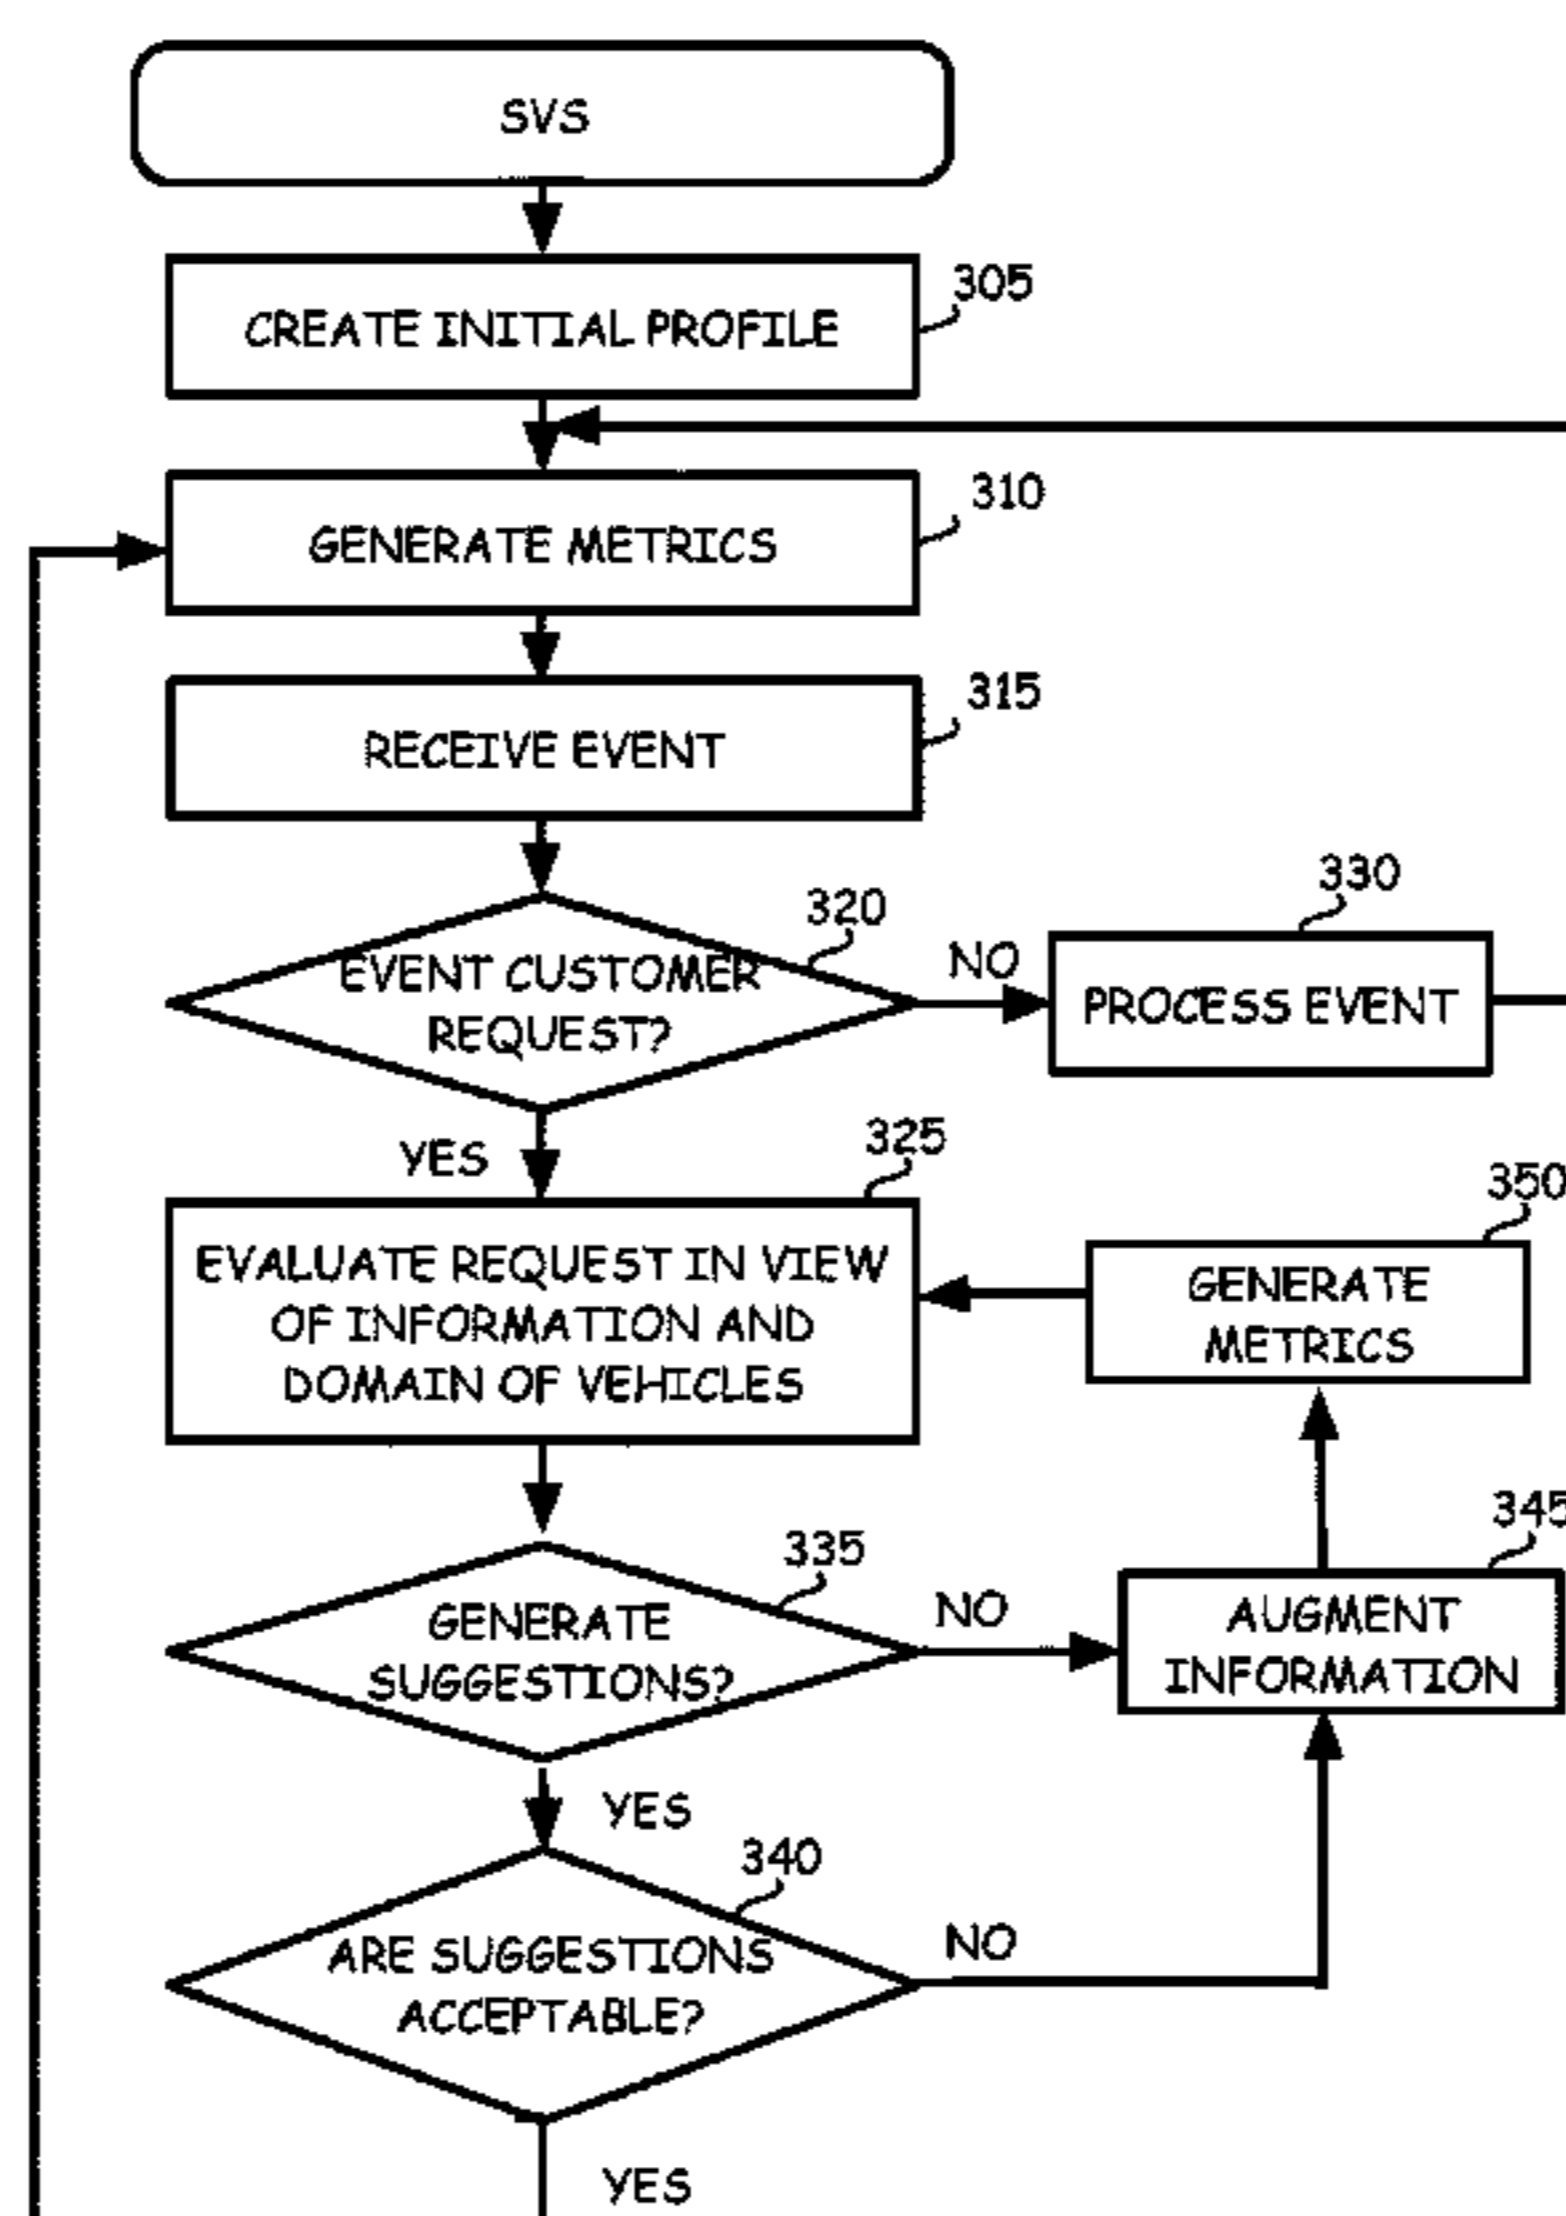 SVS
305
CREATE INITIAL PROFILE
310
GENERATE METRICS
315
RECEIVE EVENT
320
EVENT CUSTOMER
REQUEST?
NO
330
PROCESS EVENT
YES
325
EVALUATE REQUEST IN VIEW
OF INFORMATION AND
DOMAIN OF VEHICLES
350
GENERATE
METRICS
335
GENERATE
SUGGESTIONS?
NO
345
AUGMENT
INFORMATION
YES
340
ARE SUGGESTIONS
ACCEPTABLE?
NO
YES